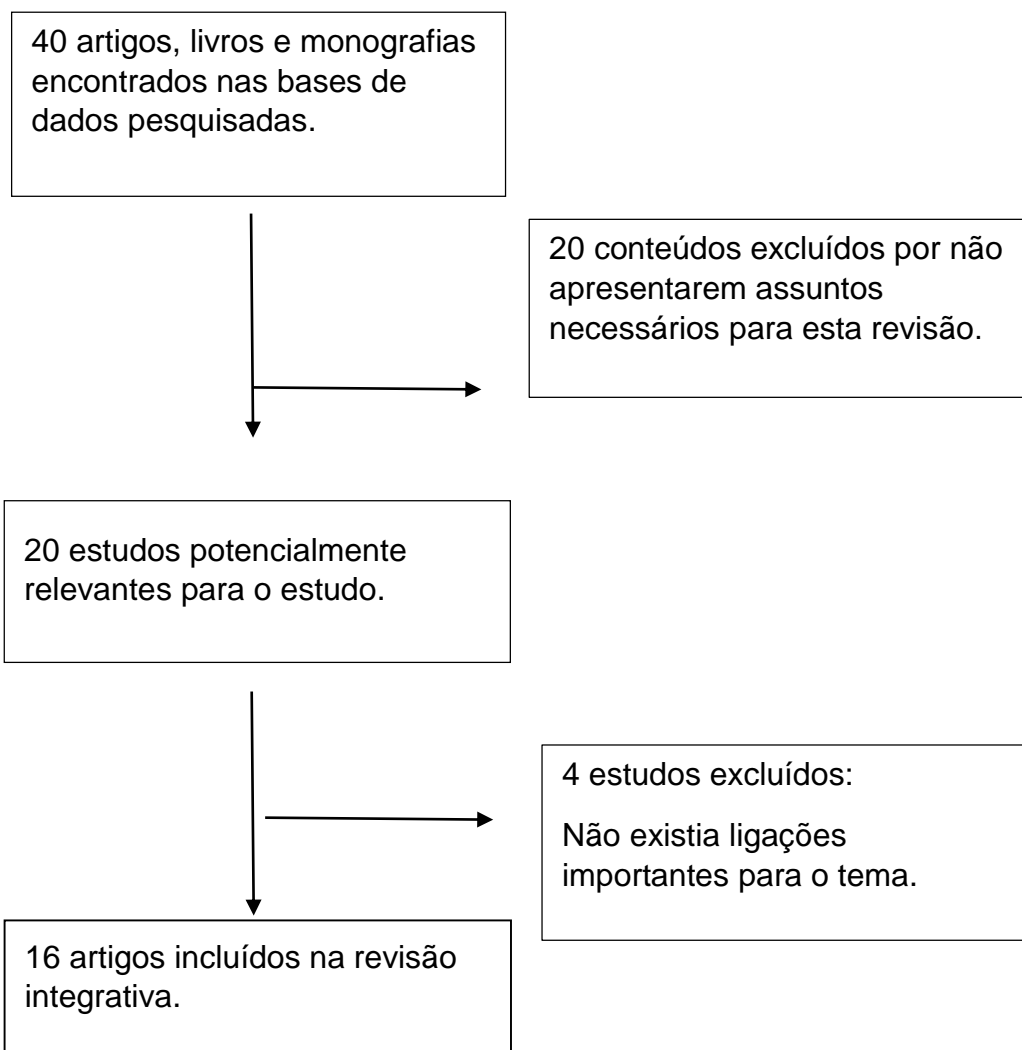 40 artigos, livros e monografias
encontrados nas bases de
dados pesquisadas.
20 conteúdos excluídos por não
apresentarem assuntos
necessários para esta revisão.
20 estudos potencialmente
relevantes para o estudo.
4 estudos excluídos:
Não existia ligações
importantes para o tema.
16 artigos incluídos na revisão
integrativa.